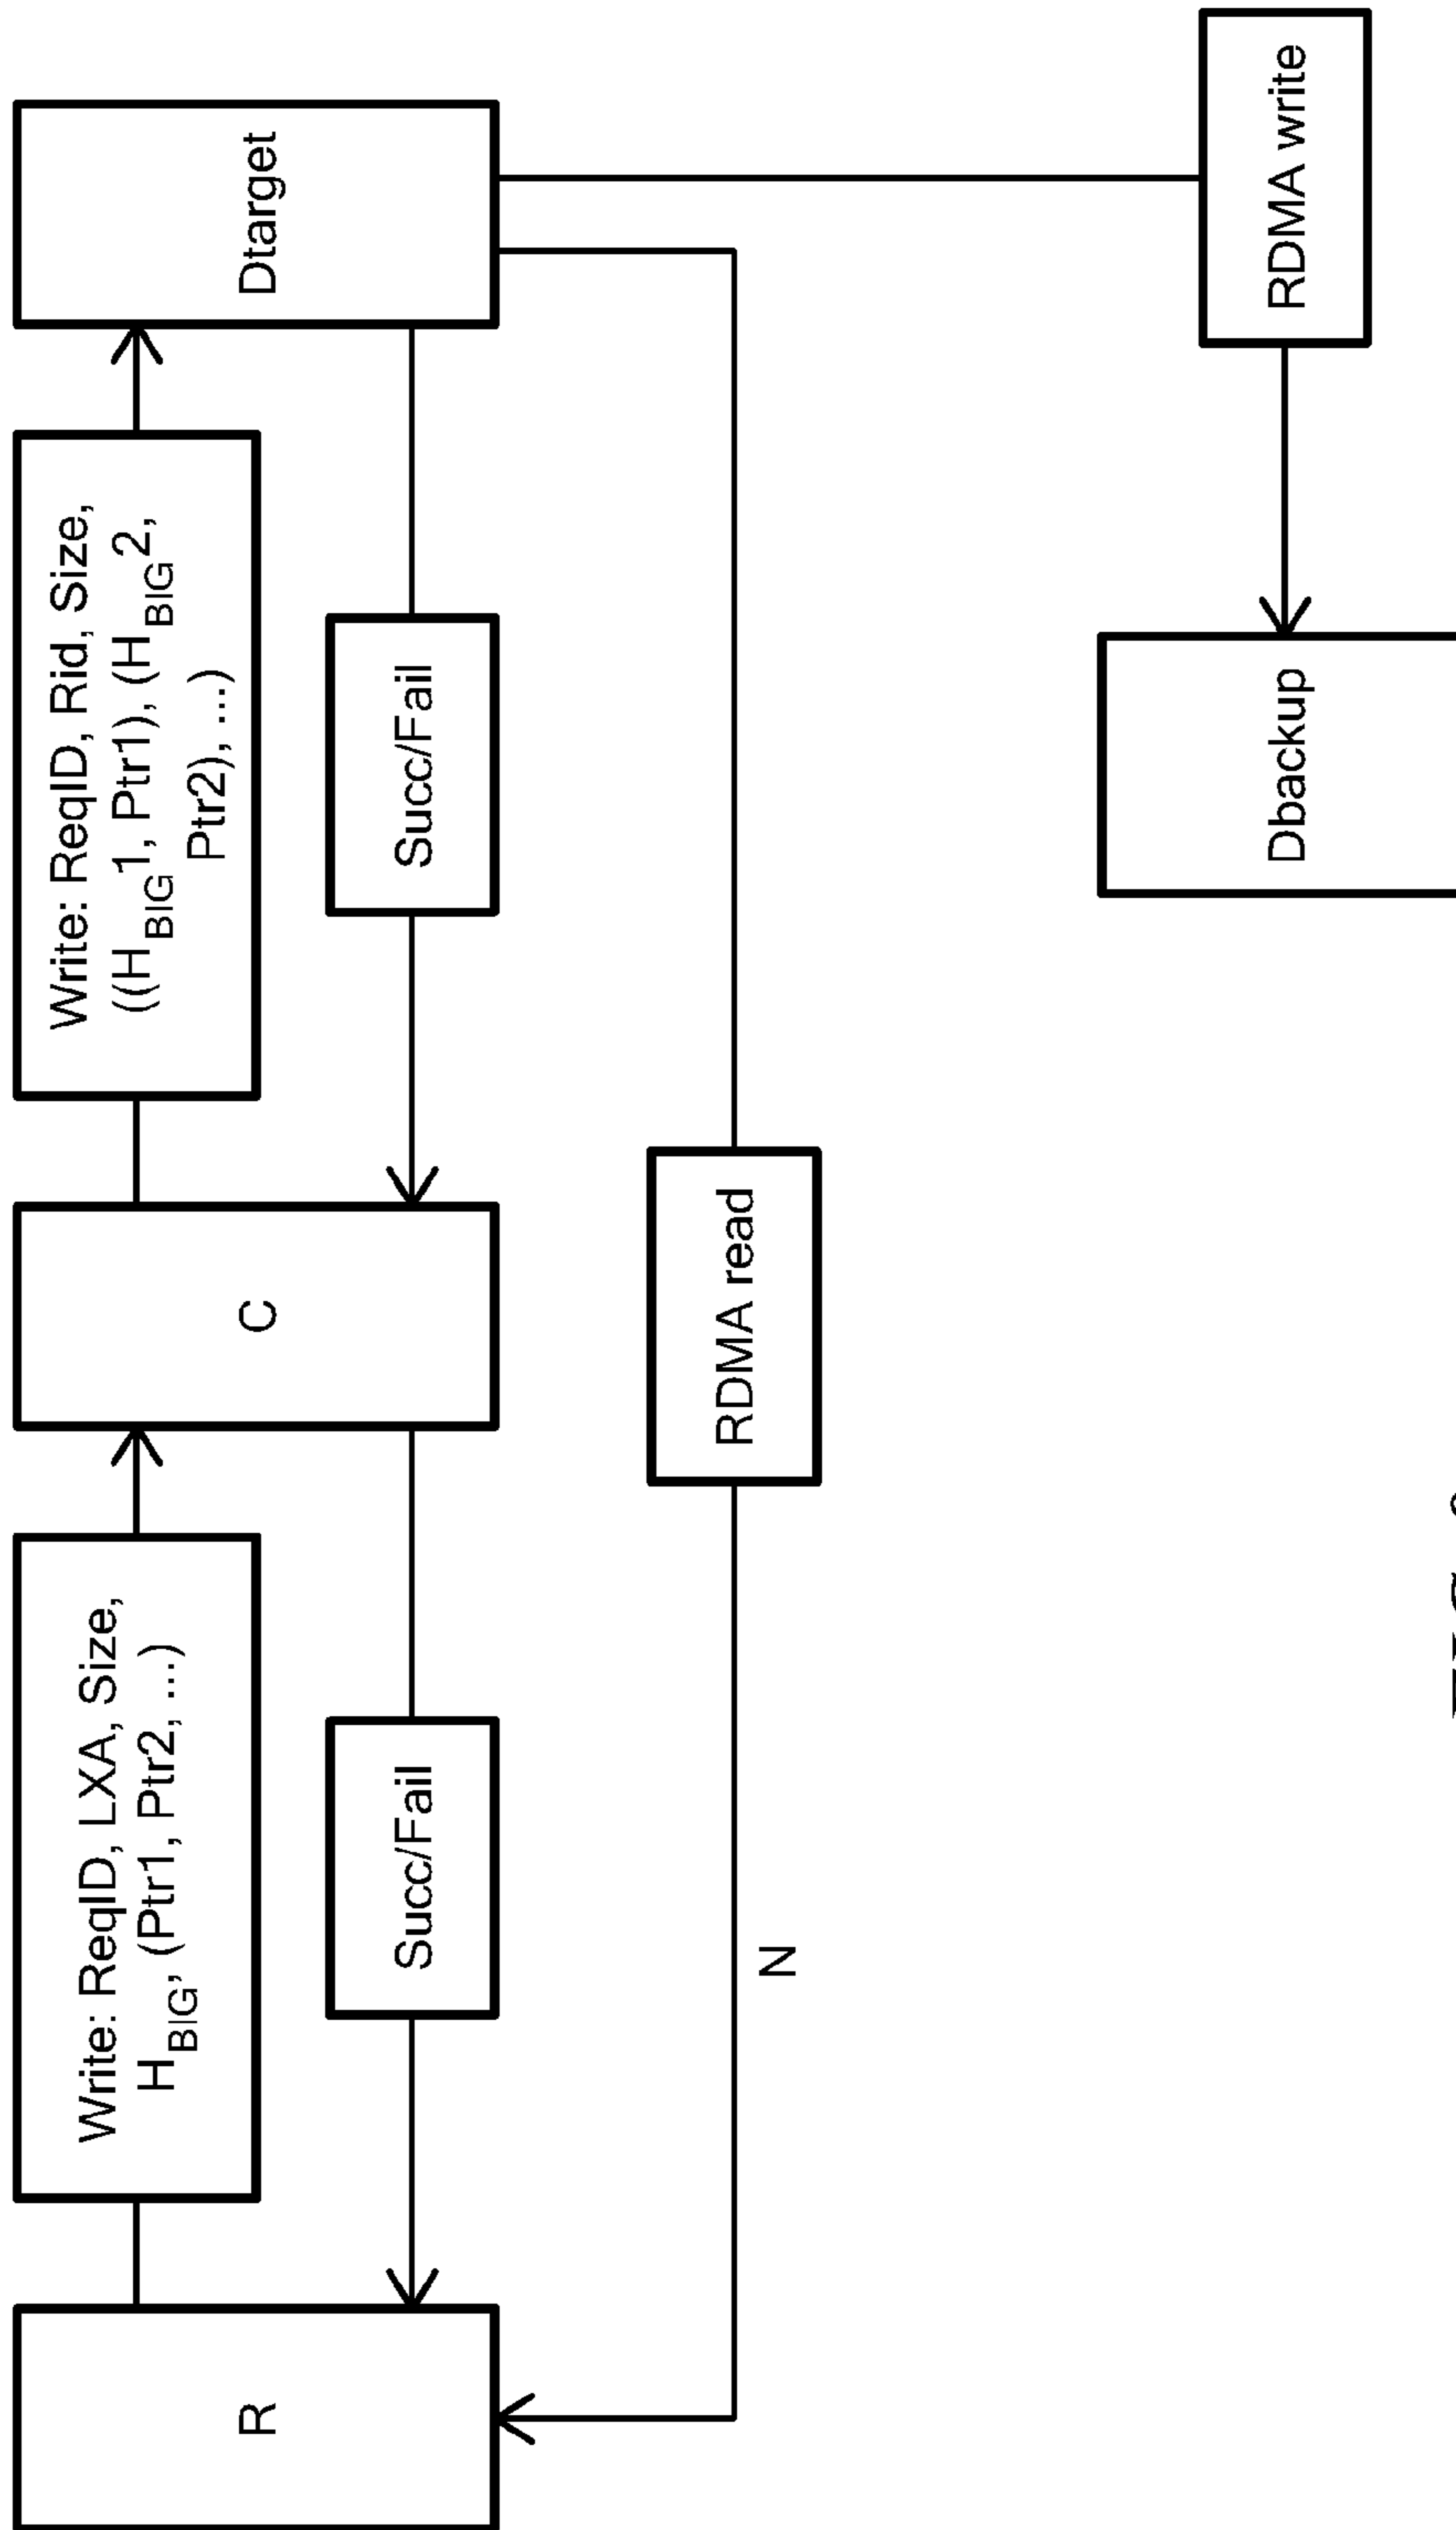 R
Write: ReqID, LXA, Size,
H_BIG, (Ptr1, Ptr2, ...)
Succ/Fail
C
Write: ReqID, Rid, Size,
((H_BIG1, Ptr1), (H_BIG2,
Ptr2), ...)
Succ/Fail
Dtarget
RDMA read
N
Dbackup
RDMA write